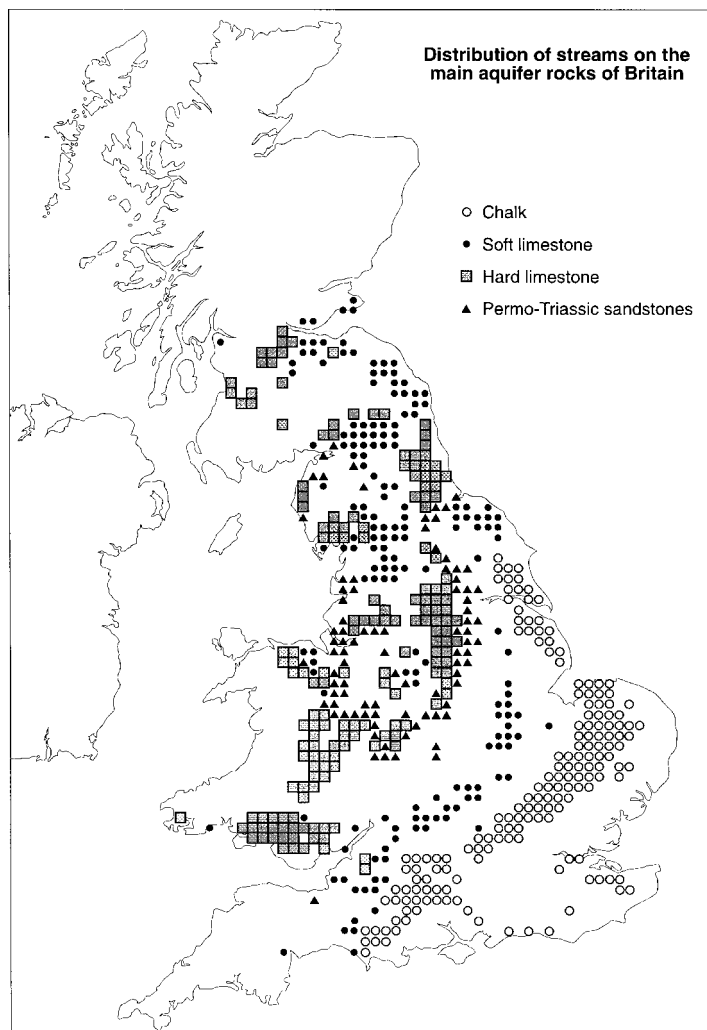 Distribution of streams on the
main aquifer rocks of Britain
Chalk
Soft limestone
Hard limestone
Permo-Triassic sandstones